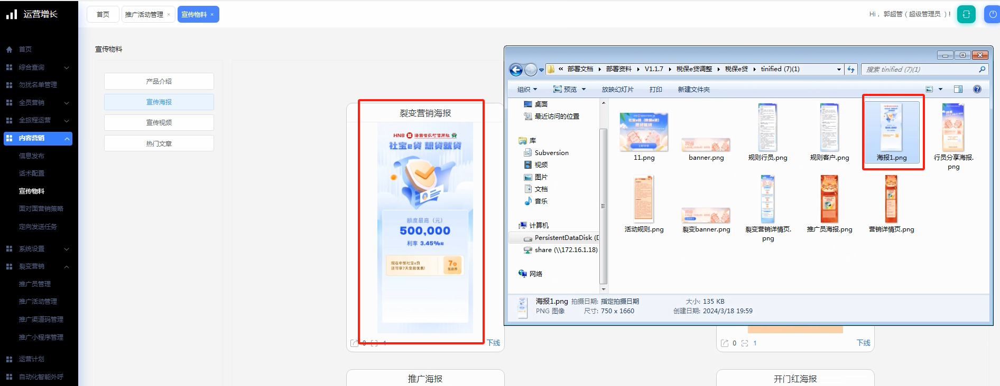 运营增长
首页
推广活动管理 ×
宣传物料 ×
Hi， 郭超管（超级管理员 ）!
首页
综合查询
勿扰名单管理
全员营销
全旅程运营
内容营销
信息发布
话术配置
宣传物料
面对面营销策略
定向发送任务
系统设置
裂变营销
推广员管理
推广活动管理
推广渠道码管理
推广小程序管理
运营计划
自动化智能外呼
宣传物料
产品介绍
宣传海报
宣传视频
热门文章
裂变营销海报
HNB 海南省农村信用社
社宝e贷 想贷就贷
额度最高（元）
500,000
利率 3.45%起
现在申请社宝e贷
还可享7天免息优惠!
7天
免息券
0 1
下线
推广海报
0 1
下线
开门红海报
« 部署文档 部署资料 V1.1.7 税保e贷调整 税保e贷 tinified (7)(1)
搜索 tinified (7)(1)
组织 预览 放映幻灯片 打印 新建文件夹
桌面
最近访问的位置
库
Subversion
视频
图片
文档
音乐
计算机
PersistentDataDisk (D
share (\\172.16.1.18)
网络
社宝e贷（税保e贷）
想贷就贷
11.png
banner.png
规则行员.png
规则客户.png
500,000
海报1.png
行员分享海报.
png
活动规则.png
裂变banner.png
裂变营销详情页.
png
推广员海报.png
营销详情页.png
海报1.png 拍摄日期: 指定拍摄日期
大小: 135 KB
PNG 图像
尺寸: 750 x 1660
创建日期: 2024/3/18 19:59